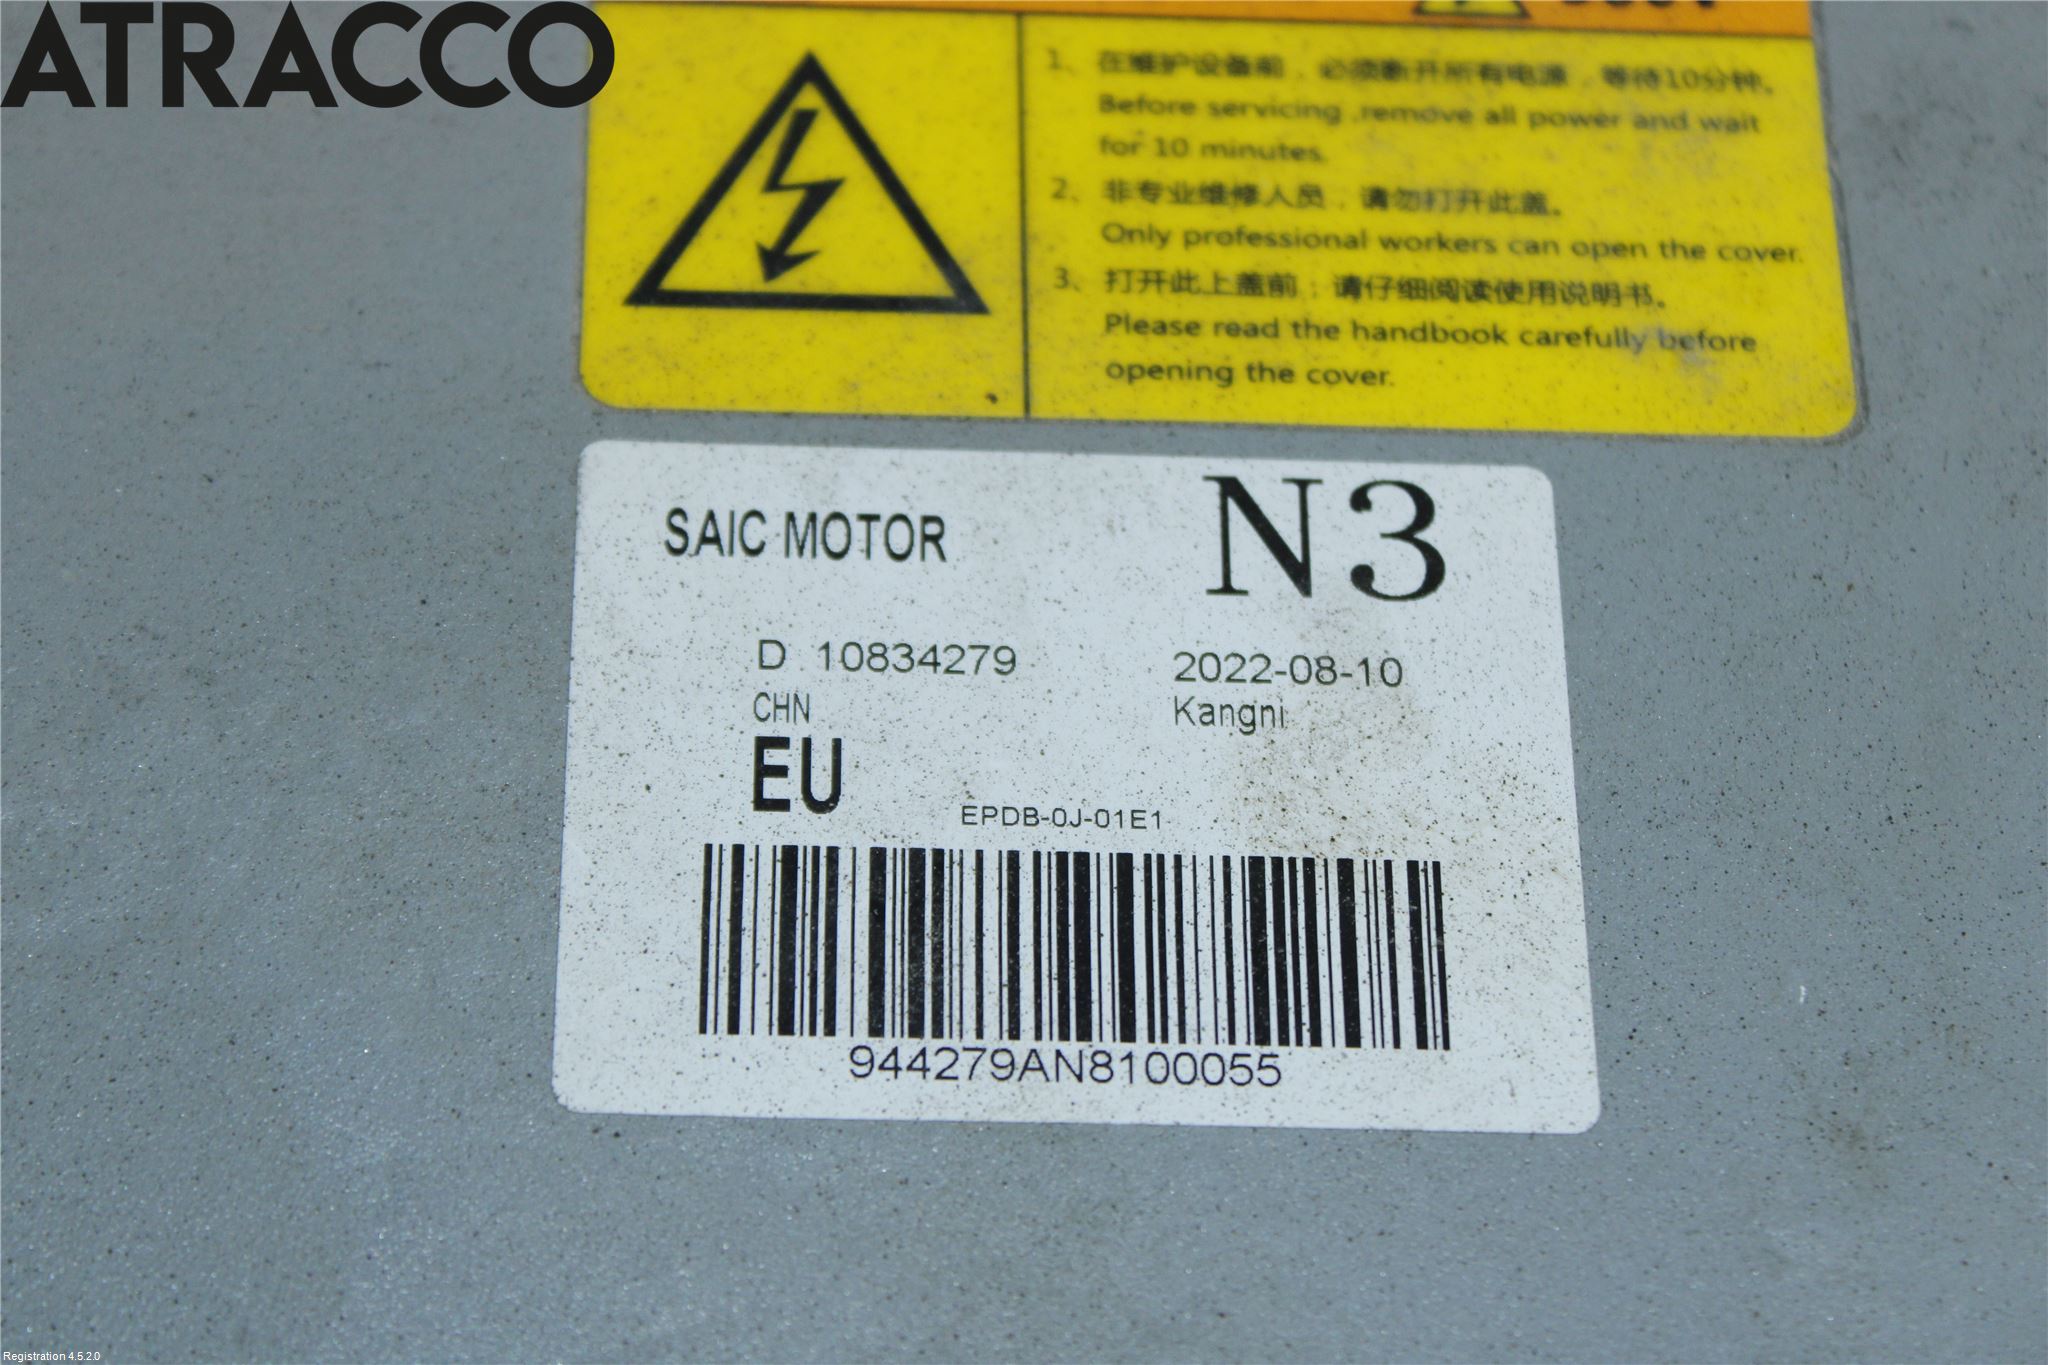 ATRACCO
1、在维护设备前，必须断开所有电源，等待10分钟。
Before servicing ,remove all power and wait
for 10 minutes.
2、非专业维修人员，请勿打开此盖。
Only professional workers can open the cover.
3、打开此上盖前，请仔细阅读使用说明书。
Please read the handbook carefully before
opening the cover.
SAIC MOTOR
N3
D 10834279
2022-08-10
CHN
Kangni
EU
EPDB-0J-01E1
944279AN8100055
Registration 4.5.2.0